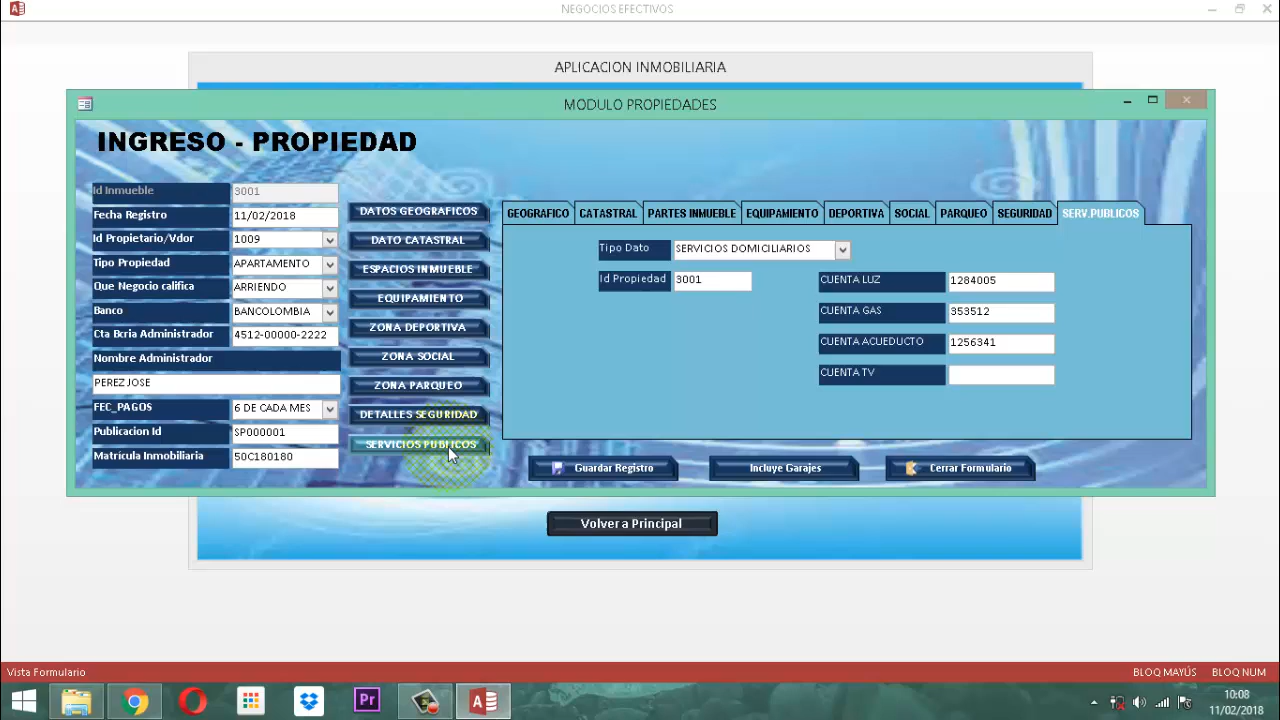 NEGOCIOS EFECTIVOS
APLICACION INMOBILIARIA
MODULO PROPIEDADES
INGRESO - PROPIEDAD
Id Inmueble 3001
Fecha Registro 11/02/2018
Id Propietario/Vdor 1009
Tipo Propiedad APARTAMENTO
Que Negocio califica ARRIENDO
Banco BANCOLOMBIA
Cta Bcria Administrador 4512-00000-2222
Nombre Administrador
PEREZ JOSE
FEC_PAGOS 6 DE CADA MES
Publicacion Id SP000001
Matrícula Inmobiliaria 50C180180
DATOS GEOGRAFICOS
DATO CATASTRAL
ESPACIOS INMUEBLE
EQUIPAMIENTO
ZONA DEPORTIVA
ZONA SOCIAL
ZONA PARQUEO
DETALLES SEGURIDAD
SERVICIOS PUBLICOS
GEOGRAFICO CATASTRAL PARTES INMUEBLE EQUIPAMIENTO DEPORTIVA SOCIAL PARQUEO SEGURIDAD SERV.PUBLICOS
Tipo Dato SERVICIOS DOMICILIARIOS
Id Propiedad 3001
CUENTA LUZ 1284005
CUENTA GAS 353512
CUENTA ACUEDUCTO 1256341
CUENTA TV
Guardar Registro Incluye Garajes Cerrar Formulario
Volver a Principal
Vista Formulario BLOQ MAYÚS BLOQ NUM
Pr
10:08
11/02/2018